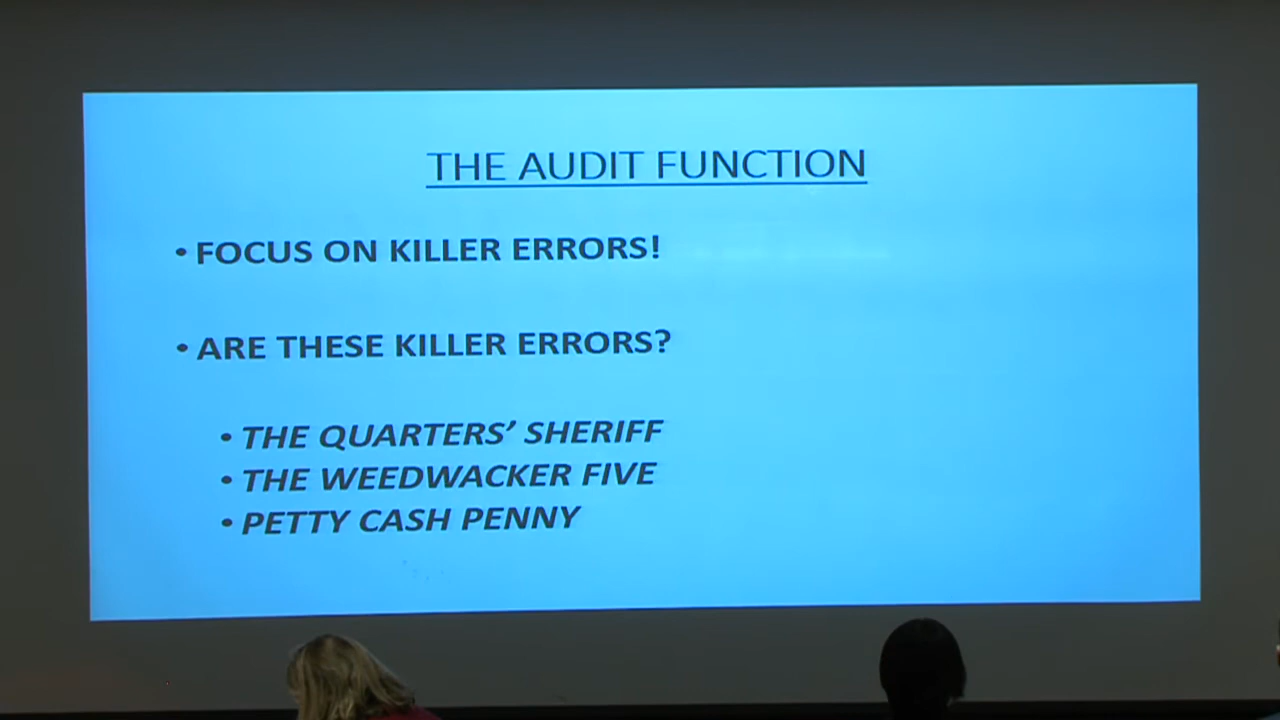 THE AUDIT FUNCTION
• FOCUS ON KILLER ERRORS!
• ARE THESE KILLER ERRORS?
• THE QUARTERS’ SHERIFF
• THE WEEDWACKER FIVE
• PETTY CASH PENNY